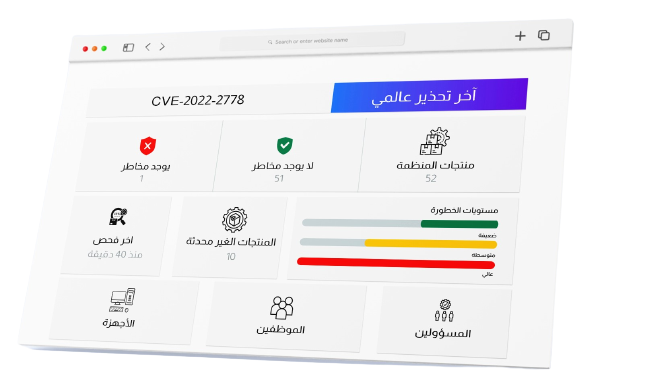 Search or enter website name
آخر تحذير عالمي
CVE-2022-2778
منتجات المنظمة
52
لا يوجد مخاطر
51
يوجد مخاطر
1
مستويات الخطورة
ضعيفة
متوسطة
عالي
المنتجات الغير محدثة
10
اخر فحص
منذ 40 دقيقة
المسؤولين
الموظفين
الأجهزة